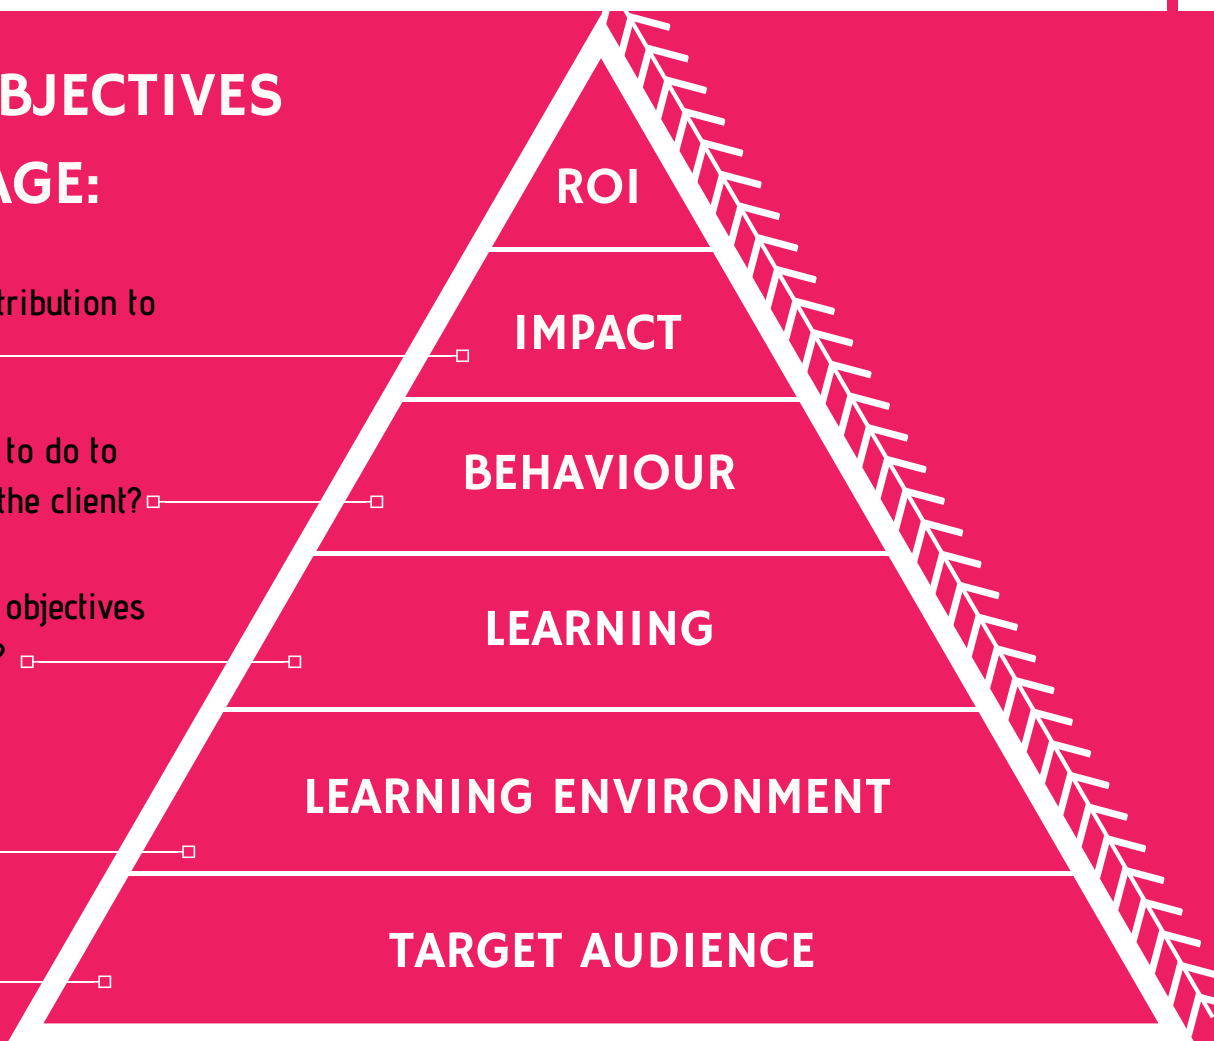 BJECTIVES
AGE:
ROI
tribution to
IMPACT
to do to
the client?
BEHAVIOUR
objectives
?
LEARNING
LEARNING ENVIRONMENT
TARGET AUDIENCE